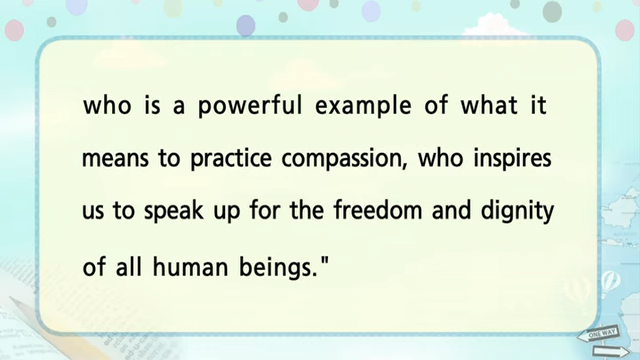 who is a powerful example of what it
means to practice compassion, who inspires
us to speak up for the freedom and dignity
of all human beings."
ONE WAY